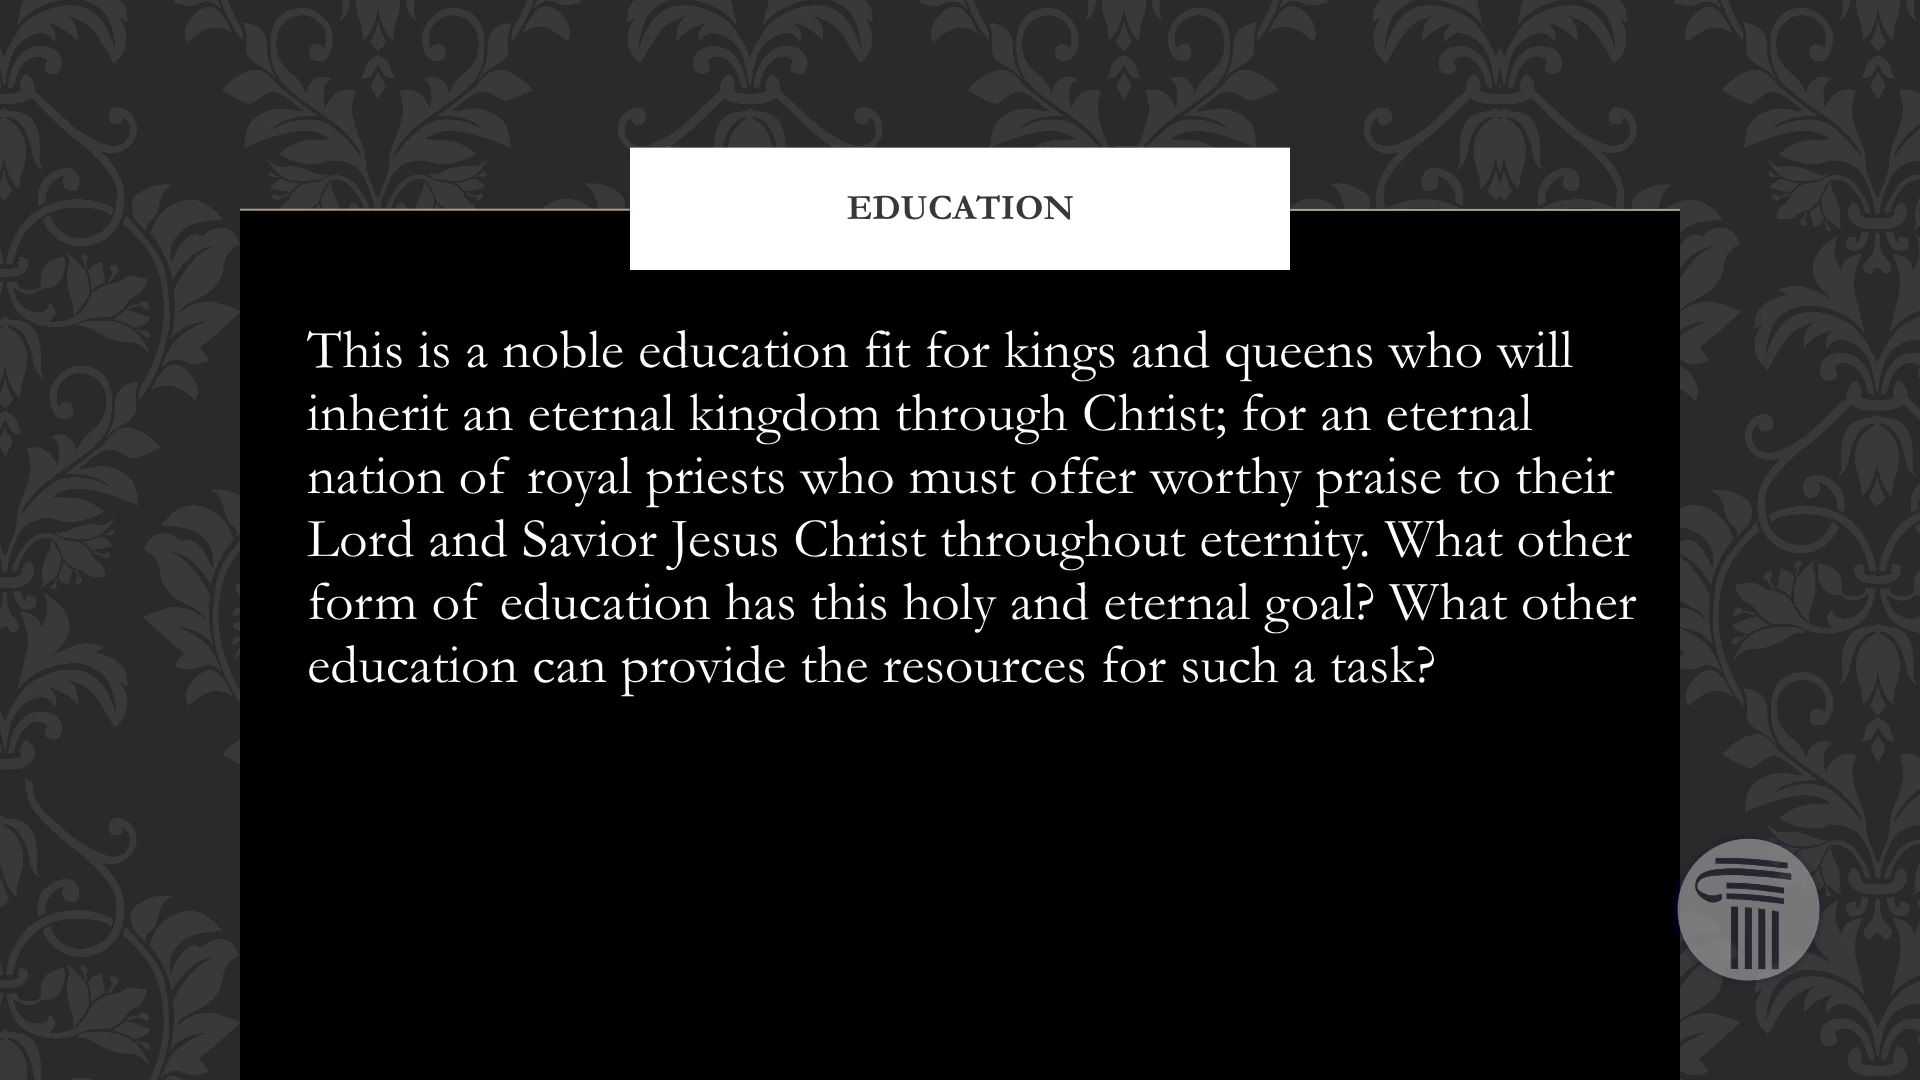 EDUCATION
This is a noble education fit for kings and queens who will
inherit an eternal kingdom through Christ; for an eternal
nation of royal priests who must offer worthy praise to their
Lord and Savior Jesus Christ throughout eternity. What other
form of education has this holy and eternal goal? What other
education can provide the resources for such a task?